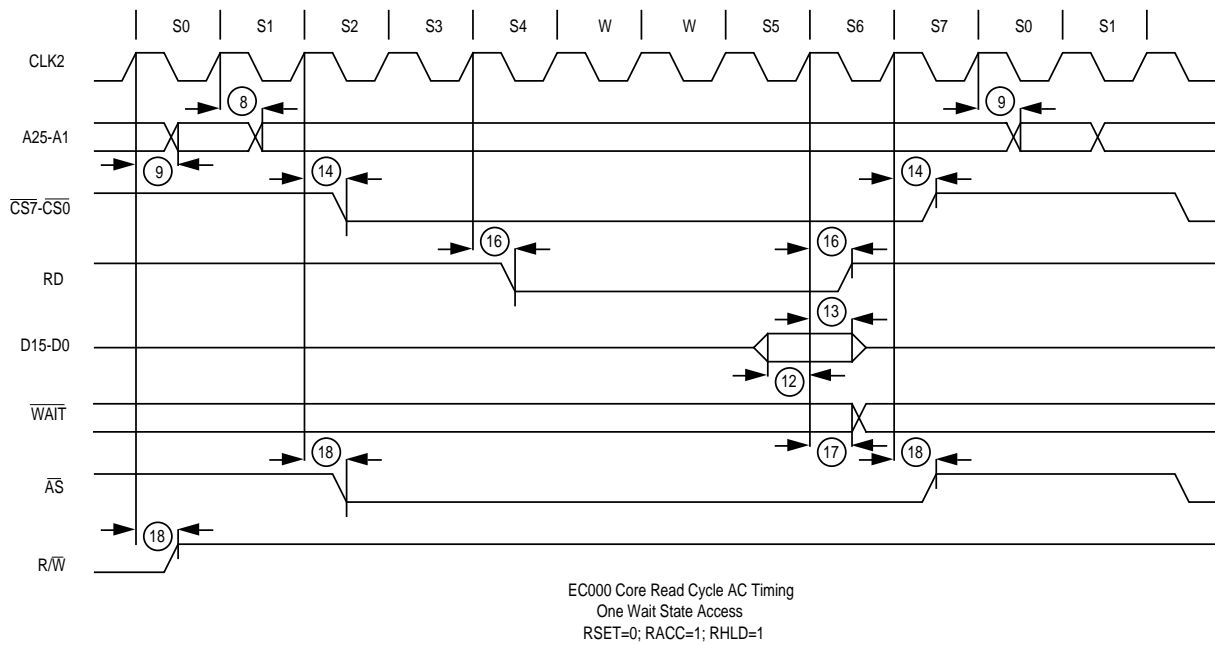 S0 S1 S2 S3 S4 W W S5 S6 S7 S0 S1
CLK2
8 9
A25-A1
9 14 14
CS7-CS0
16 16
RD
13
D15-D0
12
WAIT
18 17 18
AS
18
R/W
EC000 Core Read Cycle AC Timing
One Wait State Access
RSET=0; RACC=1; RHLD=1